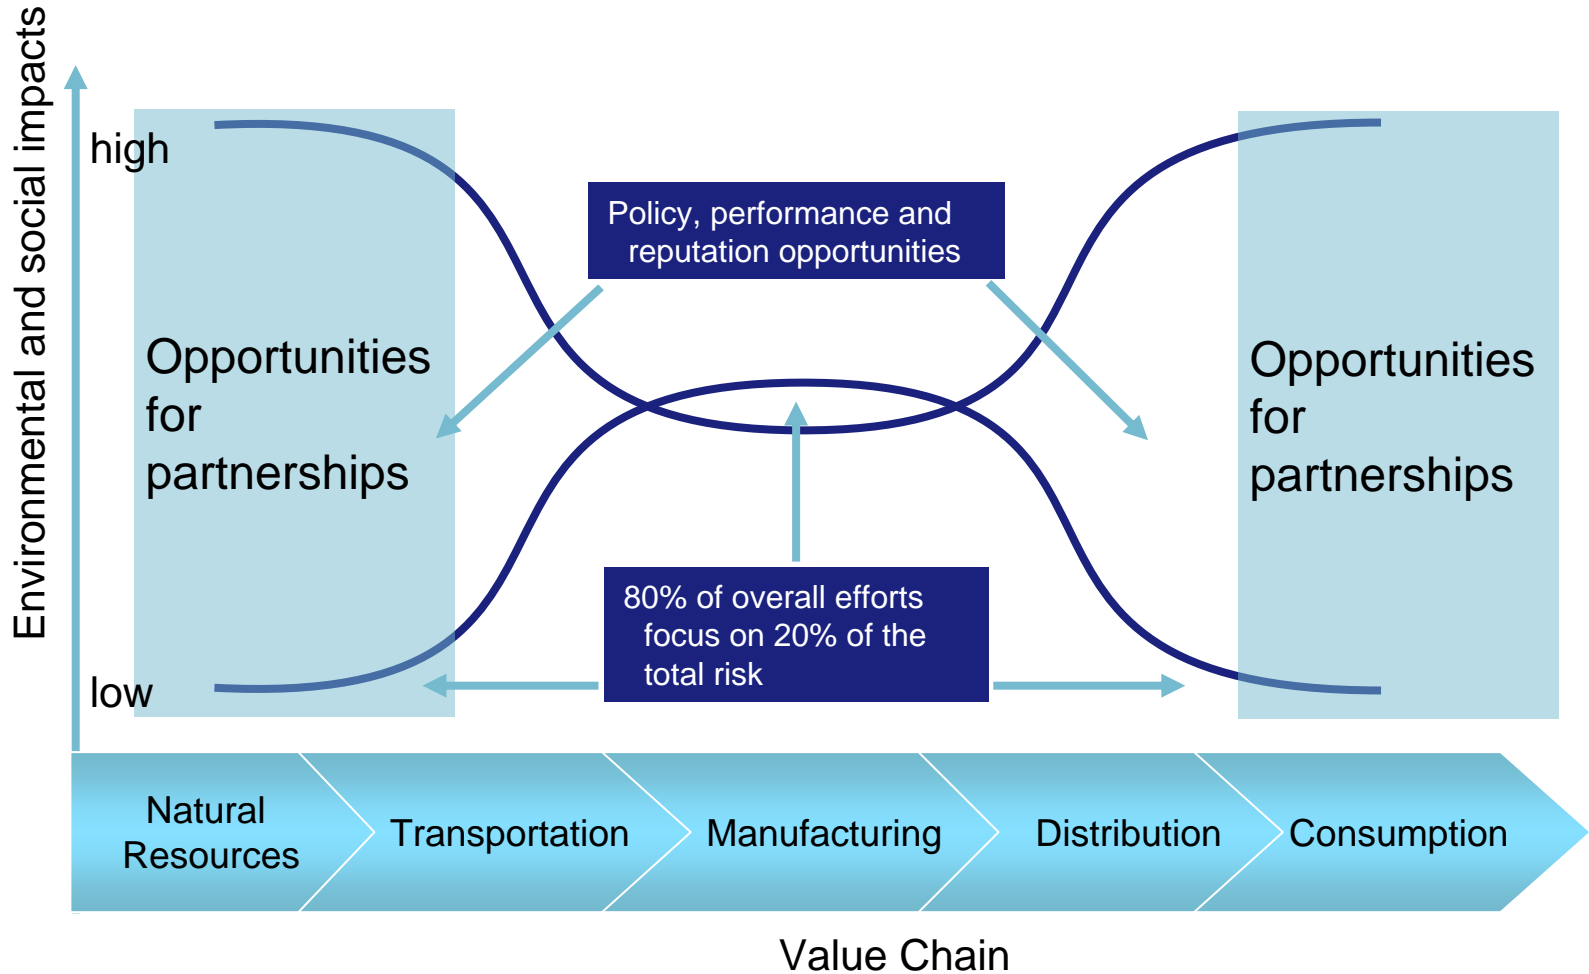 Environmental and social impacts
high
Policy, performance and
reputation opportunities
Opportunities
for
partnerships
Opportunities
for
partnerships
80% of overall efforts
focus on 20% of the
total risk
low
Natural
Resources
Transportation
Manufacturing
Distribution
Consumption
Value Chain